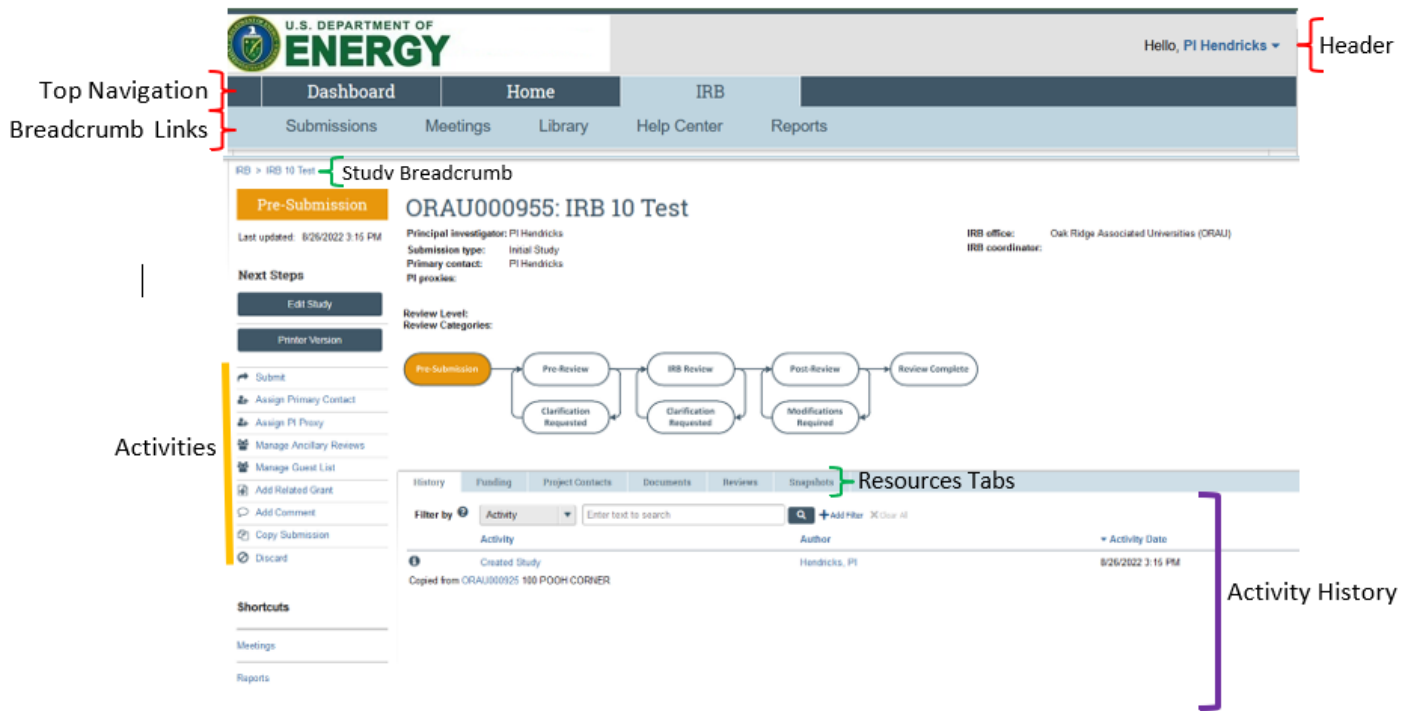 U.S. DEPARTMENT OF
ENERGY
Hello, PI Hendricks
Header
Top Navigation
Dashboard Home IRB
Breadcrumb Links
Submissions Meetings Library Help Center Reports
IRB > IRB 10 Test
Study Breadcrumb
Pre-Submission
Last updated: 8/26/2022 3:15 PM
Next Steps
Edit Study
Printer Version
Activities
Submit
Assign Primary Contact
Assign PI Proxy
Manage Ancillary Reviews
Manage Guest List
Add Related Grant
Add Comment
Copy Submission
Discard
Shortcuts
Meetings
Reports
ORAU000955: IRB 10 Test
Principal investigator: PI Hendricks
Submission type: Initial Study
Primary contact: PI Hendricks
PI proxies:
IRB office: Oak Ridge Associated Universities (ORAU)
IRB coordinator:
Review Level:
Review Categories:
Pre-Submission
Pre-Review
IRB Review
Post-Review
Review Complete
Clarification
Requested
Clarification
Requested
Modifications
Required
History Funding Project Contacts Documents Reviews Snapshots
Resources Tabs
Filter by Activity Enter text to search Add Filter Clear All
Activity Author Activity Date
Created Study Hendricks, PI 8/26/2022 3:15 PM
Copied from ORAU000925 100 POOH CORNER
Activity History